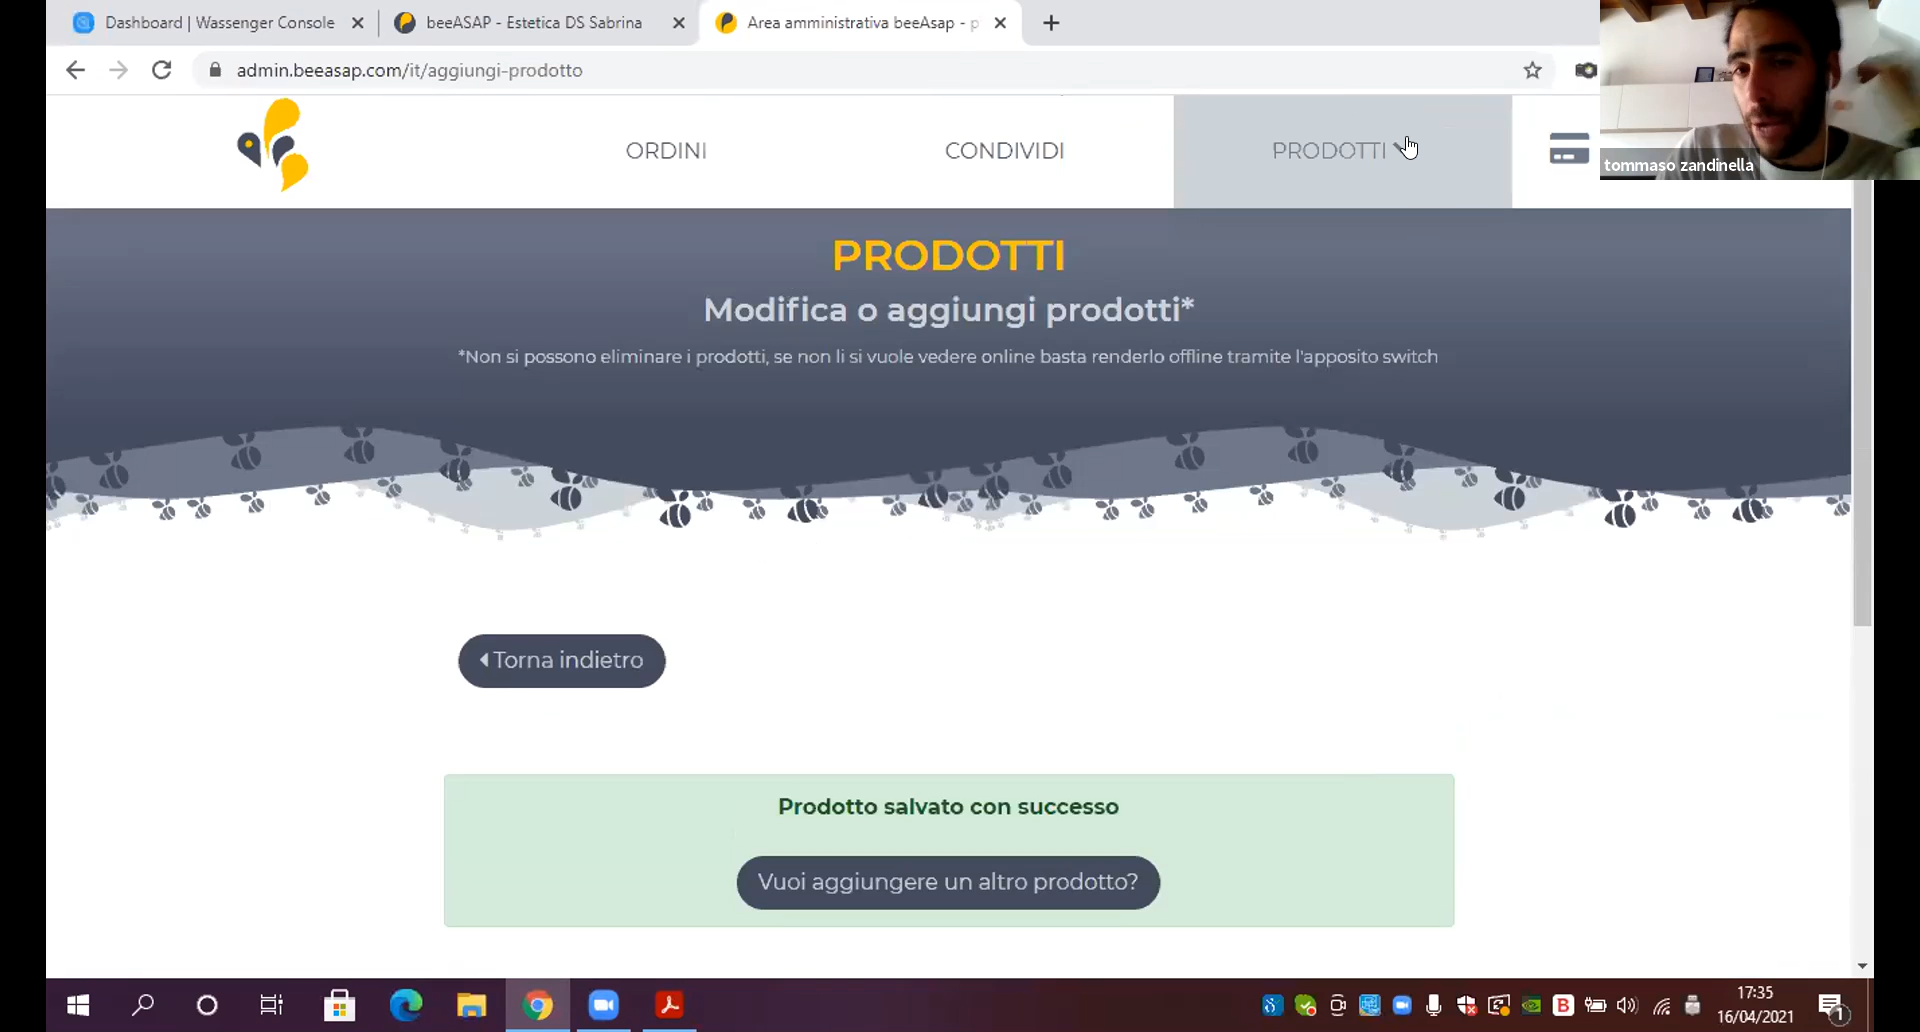 Dashboard | Wassenger Console
beeASAP - Estetica DS Sabrina
Area amministrativa beeAsap - p
admin.beeasap.com/it/aggiungi-prodotto
tommaso zandinella
ORDINI
CONDIVIDI
PRODOTTI
PRODOTTI
Modifica o aggiungi prodotti*
*Non si possono eliminare i prodotti, se non li si vuole vedere online basta renderlo offline tramite l'apposito switch
Torna indietro
Prodotto salvato con successo
Vuoi aggiungere un altro prodotto?
17:35
16/04/2021
1